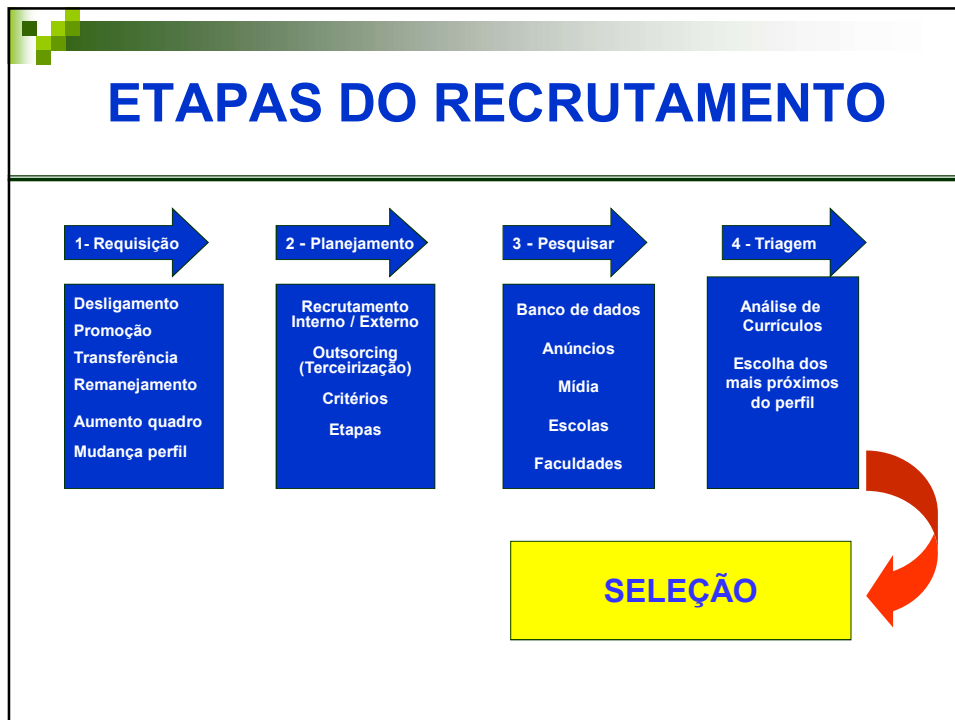 ETAPAS DO RECRUTAMENTO
1- Requisição
Desligamento
Promoção
Transferência
Remanejamento
Aumento quadro
Mudança perfil
2 - Planejamento
Recrutamento
Interno / Externo
Outsorcing
(Terceirização)
Critérios
Etapas
3 - Pesquisar
Banco de dados
Anúncios
Mídia
Escolas
Faculdades
4 - Triagem
Análise de
Currículos
Escolha dos
mais próximos
do perfil
SELEÇÃO